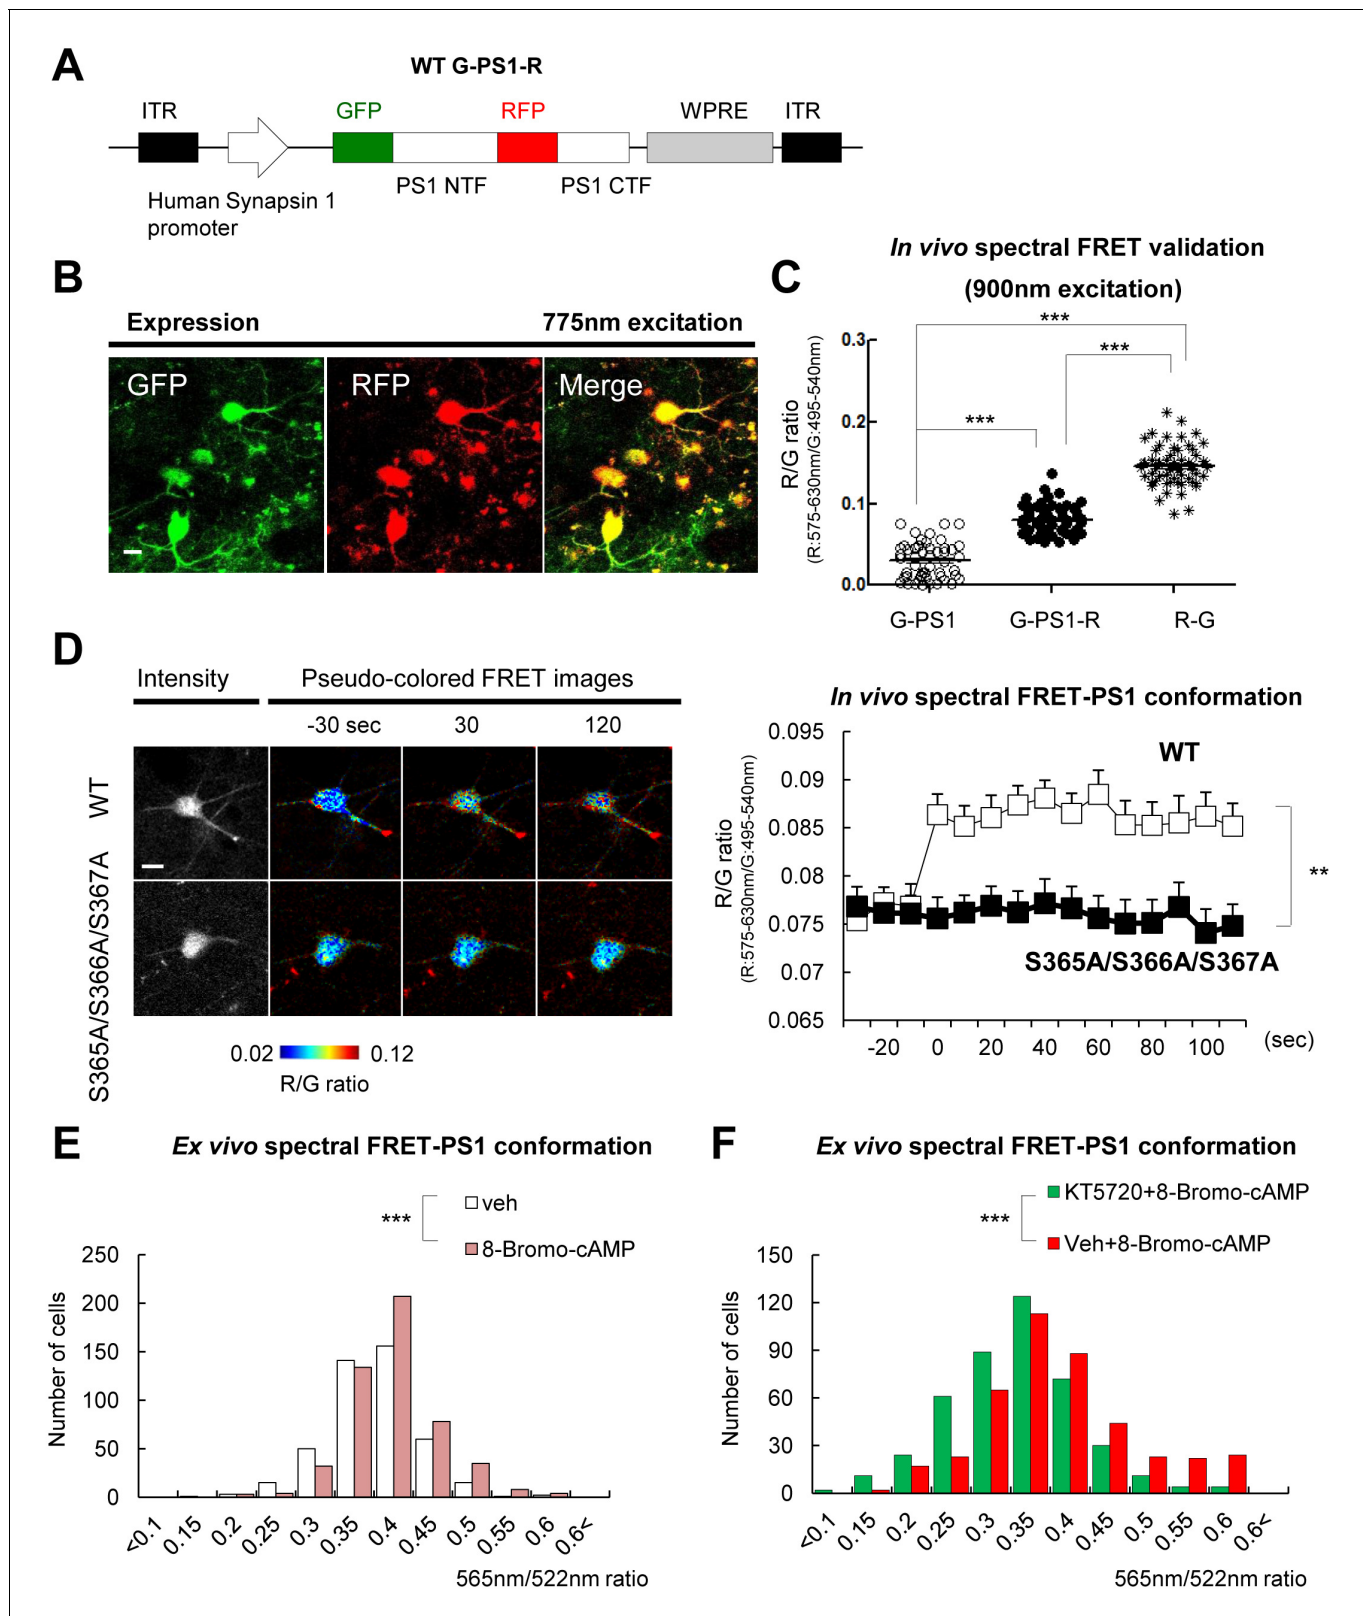 A
WT G-PS1-R
ITR
GFP
RFP
WPRE
ITR
PS1 NTF
PS1 CTF
Human Synapsin 1
promoter
B
Expression
775nm excitation
GFP
RFP
Merge
C
In vivo spectral FRET validation
(900nm excitation)
***
***
***
R/G ratio
(R:575-630nm/G:495-540nm)
0.3
0.2
0.1
0.0
G-PS1
G-PS1-R
R-G
D
Intensity
Pseudo-colored FRET images
-30 sec
30
120
WT
S365A/S366A/S367A
0.02
0.12
R/G ratio
In vivo spectral FRET-PS1 conformation
R/G ratio
(R:575-630nm/G:495-540nm)
0.095
0.09
0.085
0.08
0.075
0.07
0.065
WT
**
S365A/S366A/S367A
-20
0
20
40
60
80
100
(sec)
E
Ex vivo spectral FRET-PS1 conformation
***
veh
8-Bromo-cAMP
Number of cells
250
200
150
100
50
0
<0.1
0.15
0.2
0.25
0.3
0.35
0.4
0.45
0.5
0.55
0.6
0.6<
565nm/522nm ratio
F
Ex vivo spectral FRET-PS1 conformation
***
KT5720+8-Bromo-cAMP
Veh+8-Bromo-cAMP
Number of cells
150
120
90
60
30
0
<0.1
0.15
0.2
0.25
0.3
0.35
0.4
0.45
0.5
0.55
0.6
0.6<
565nm/522nm ratio